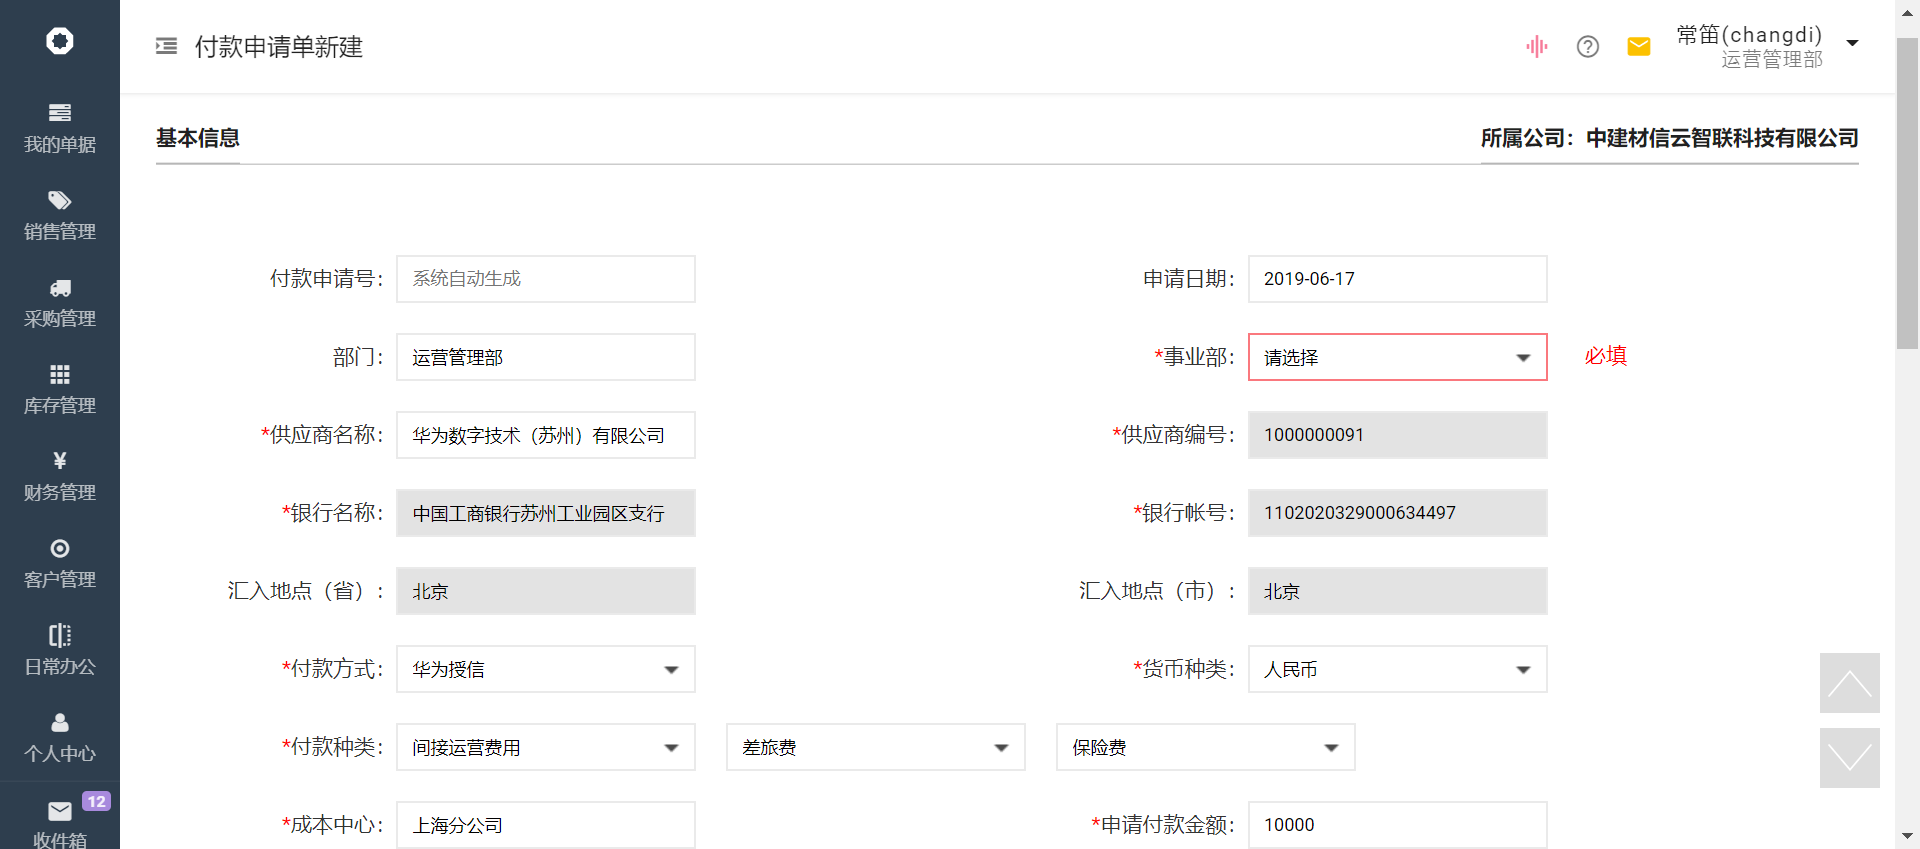 付款申请单新建
常笛(changdi)
运营管理部
我的单据
销售管理
采购管理
库存管理
财务管理
客户管理
日常办公
个人中心
12
收件箱
基本信息
所属公司：中建材信云智联科技有限公司
付款申请号：
系统自动生成
申请日期：
2019-06-17
部门：
运营管理部
*事业部：
请选择
必填
*供应商名称：
华为数字技术（苏州）有限公司
*供应商编号：
1000000091
*银行名称：
中国工商银行苏州工业园区支行
*银行帐号：
1102020329000634497
汇入地点（省）：
北京
汇入地点（市）：
北京
*付款方式：
华为授信
*货币种类：
人民币
*付款种类：
间接运营费用
差旅费
保险费
*成本中心：
上海分公司
*申请付款金额：
10000